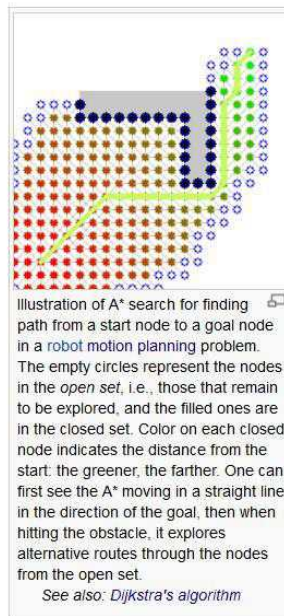 Illustration of A* search for finding
path from a start node to a goal node
in a robot motion planning problem.
The empty circles represent the nodes
in the open set, i.e., those that remain
to be explored, and the filled ones are
in the closed set. Color on each closed
node indicates the distance from the
start: the greener, the farther. One can
first see the A* moving in a straight line
in the direction of the goal, then when
hitting the obstacle, it explores
alternative routes through the nodes
from the open set.
See also: Dijkstra's algorithm